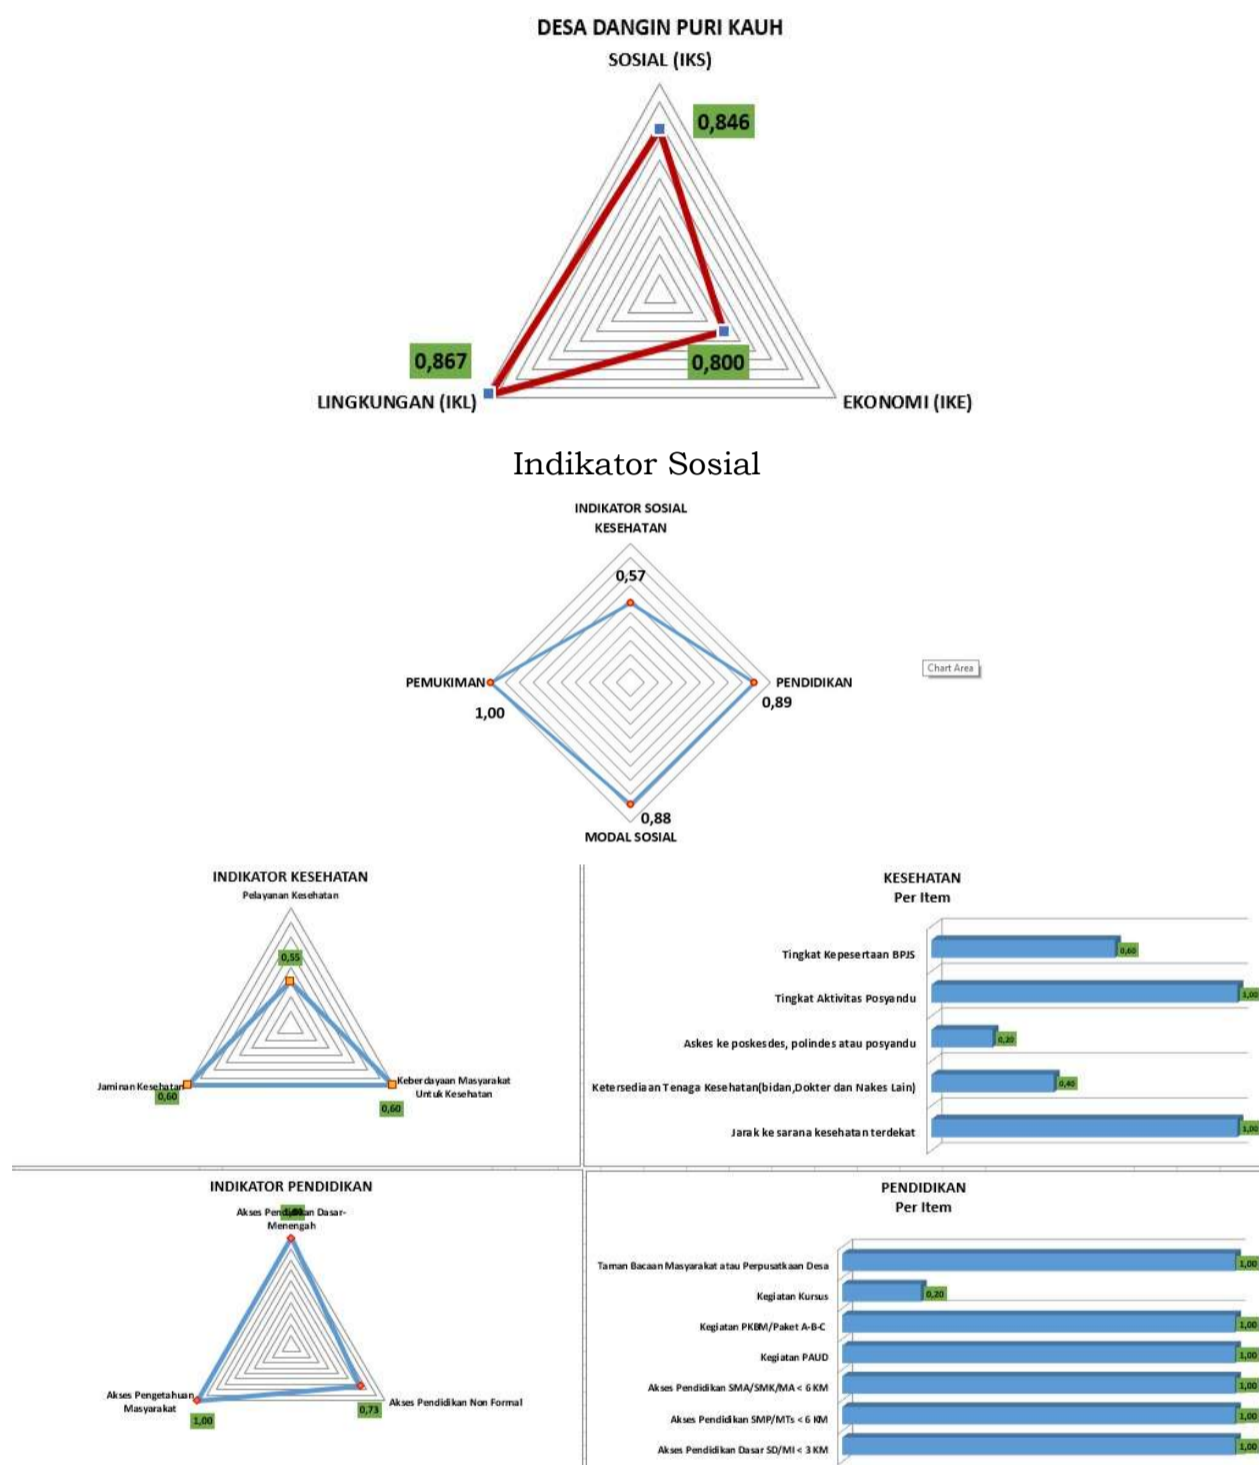 DESA DANGIN PURI KAUH
SOSIAL (IKS)
0,846
0,867
0,800
LINGKUNGAN (IKL)
EKONOMI (IKE)
Indikator Sosial
INDIKATOR SOSIAL
KESEHATAN
0,57
PEMUKIMAN
PENDIDIKAN
Chart Area
1,00
0,89
0,88
MODAL SOSIAL
INDIKATOR KESEHATAN
Pelayanan Kesehatan
0,55
Jaminan Kesehatan
0,60
Keberdayaan Masyarakat
Untuk Kesehatan
0,60
KESEHATAN
Per Item
Tingkat Kepesertaan BPJS
0,60
Tingkat Aktivitas Posyandu
1,00
Askes ke poskesdes, polindes atau posyandu
0,20
Ketersediaan Tenaga Kesehatan(bidan,Dokter dan Nakes Lain)
0,40
Jarak ke sarana kesehatan terdekat
1,00
INDIKATOR PENDIDIKAN
Akses Pendidikan Dasar-
Menengah
Akses Pengetahuan
Masyarakat
1,00
Akses Pendidikan Non Formal
0,73
PENDIDIKAN
Per Item
Taman Bacaan Masyarakat atau Perpusatkaan Desa
1,00
Kegiatan Kursus
0,20
Kegiatan PKBM/Paket A-B-C
1,00
Kegiatan PAUD
1,00
Akses Pendidikan SMA/SMK/MA < 6 KM
1,00
Akses Pendidikan SMP/MTs < 6 KM
1,00
Akses Pendidikan Dasar SD/MI < 3 KM
1,00